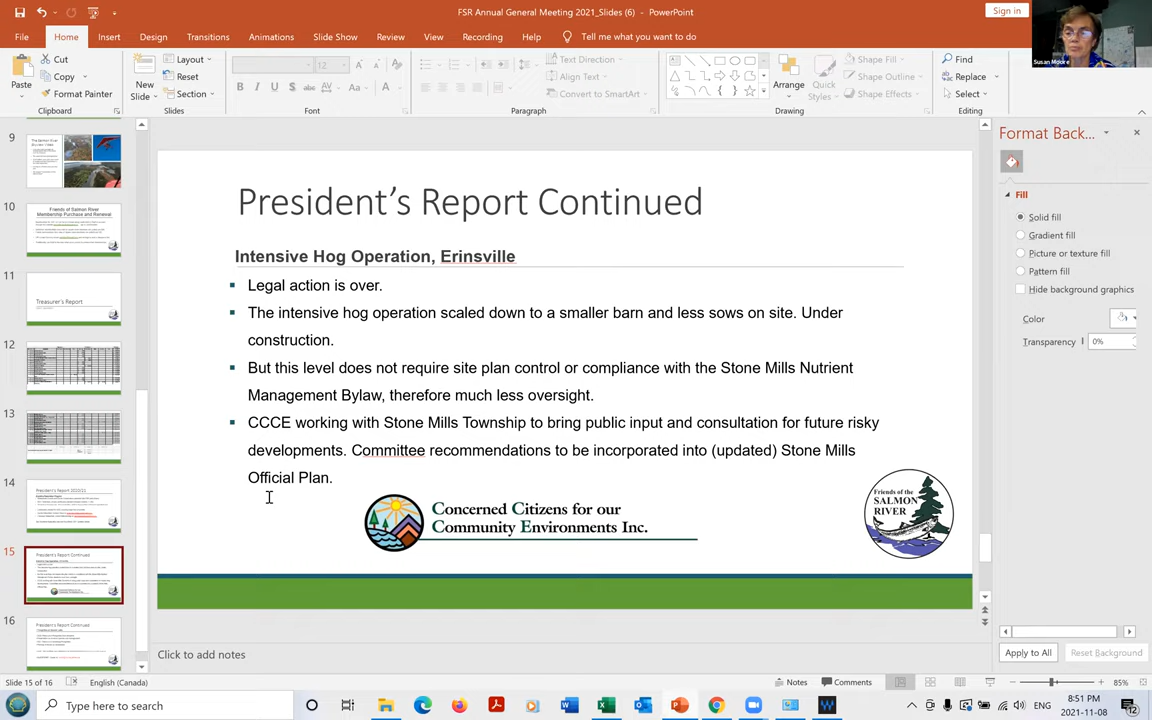 FSR Annual General Meeting 2021_Slides (6) - PowerPoint
Sign in
File Home Insert Design Transitions Animations Slide Show Review View Recording Help Tell me what you want to do
Susan Moore
Paste
Cut
Copy
Format Painter
Clipboard
New Slide
Layout
Reset
Section
Slides
12
Font
Text Direction
Align Text
Convert to SmartArt
Paragraph
Arrange
Quick Styles
Shape Fill
Shape Outline
Shape Effects
Drawing
Find
Replace
Select
Editing
9
10
Friends of Salmon River
Membership Purchase and Renewal
11
Treasurer's Report
12
13
14
President's Report 2020/21
15
President's Report Continued
16
President's Report Continued
President's Report Continued
Intensive Hog Operation, Erinsville
Legal action is over.
The intensive hog operation scaled down to a smaller barn and less sows on site. Under
construction.
But this level does not require site plan control or compliance with the Stone Mills Nutrient
Management Bylaw, therefore much less oversight.
CCCE working with Stone Mills Township to bring public input and consultation for future risky
developments. Committee recommendations to be incorporated into (updated) Stone Mills
Official Plan.
Concerned Citizens for our
Community Environments Inc.
Friends of the
SALMON
RIVER
Format Back...
Fill
Solid fill
Gradient fill
Picture or texture fill
Pattern fill
Hide background graphics
Color
Transparency
0%
Apply to All
Reset Background
Click to add notes
Slide 15 of 16
English (Canada)
Notes
Comments
85%
Type here to search
ENG
8:51 PM
2021-11-08
12